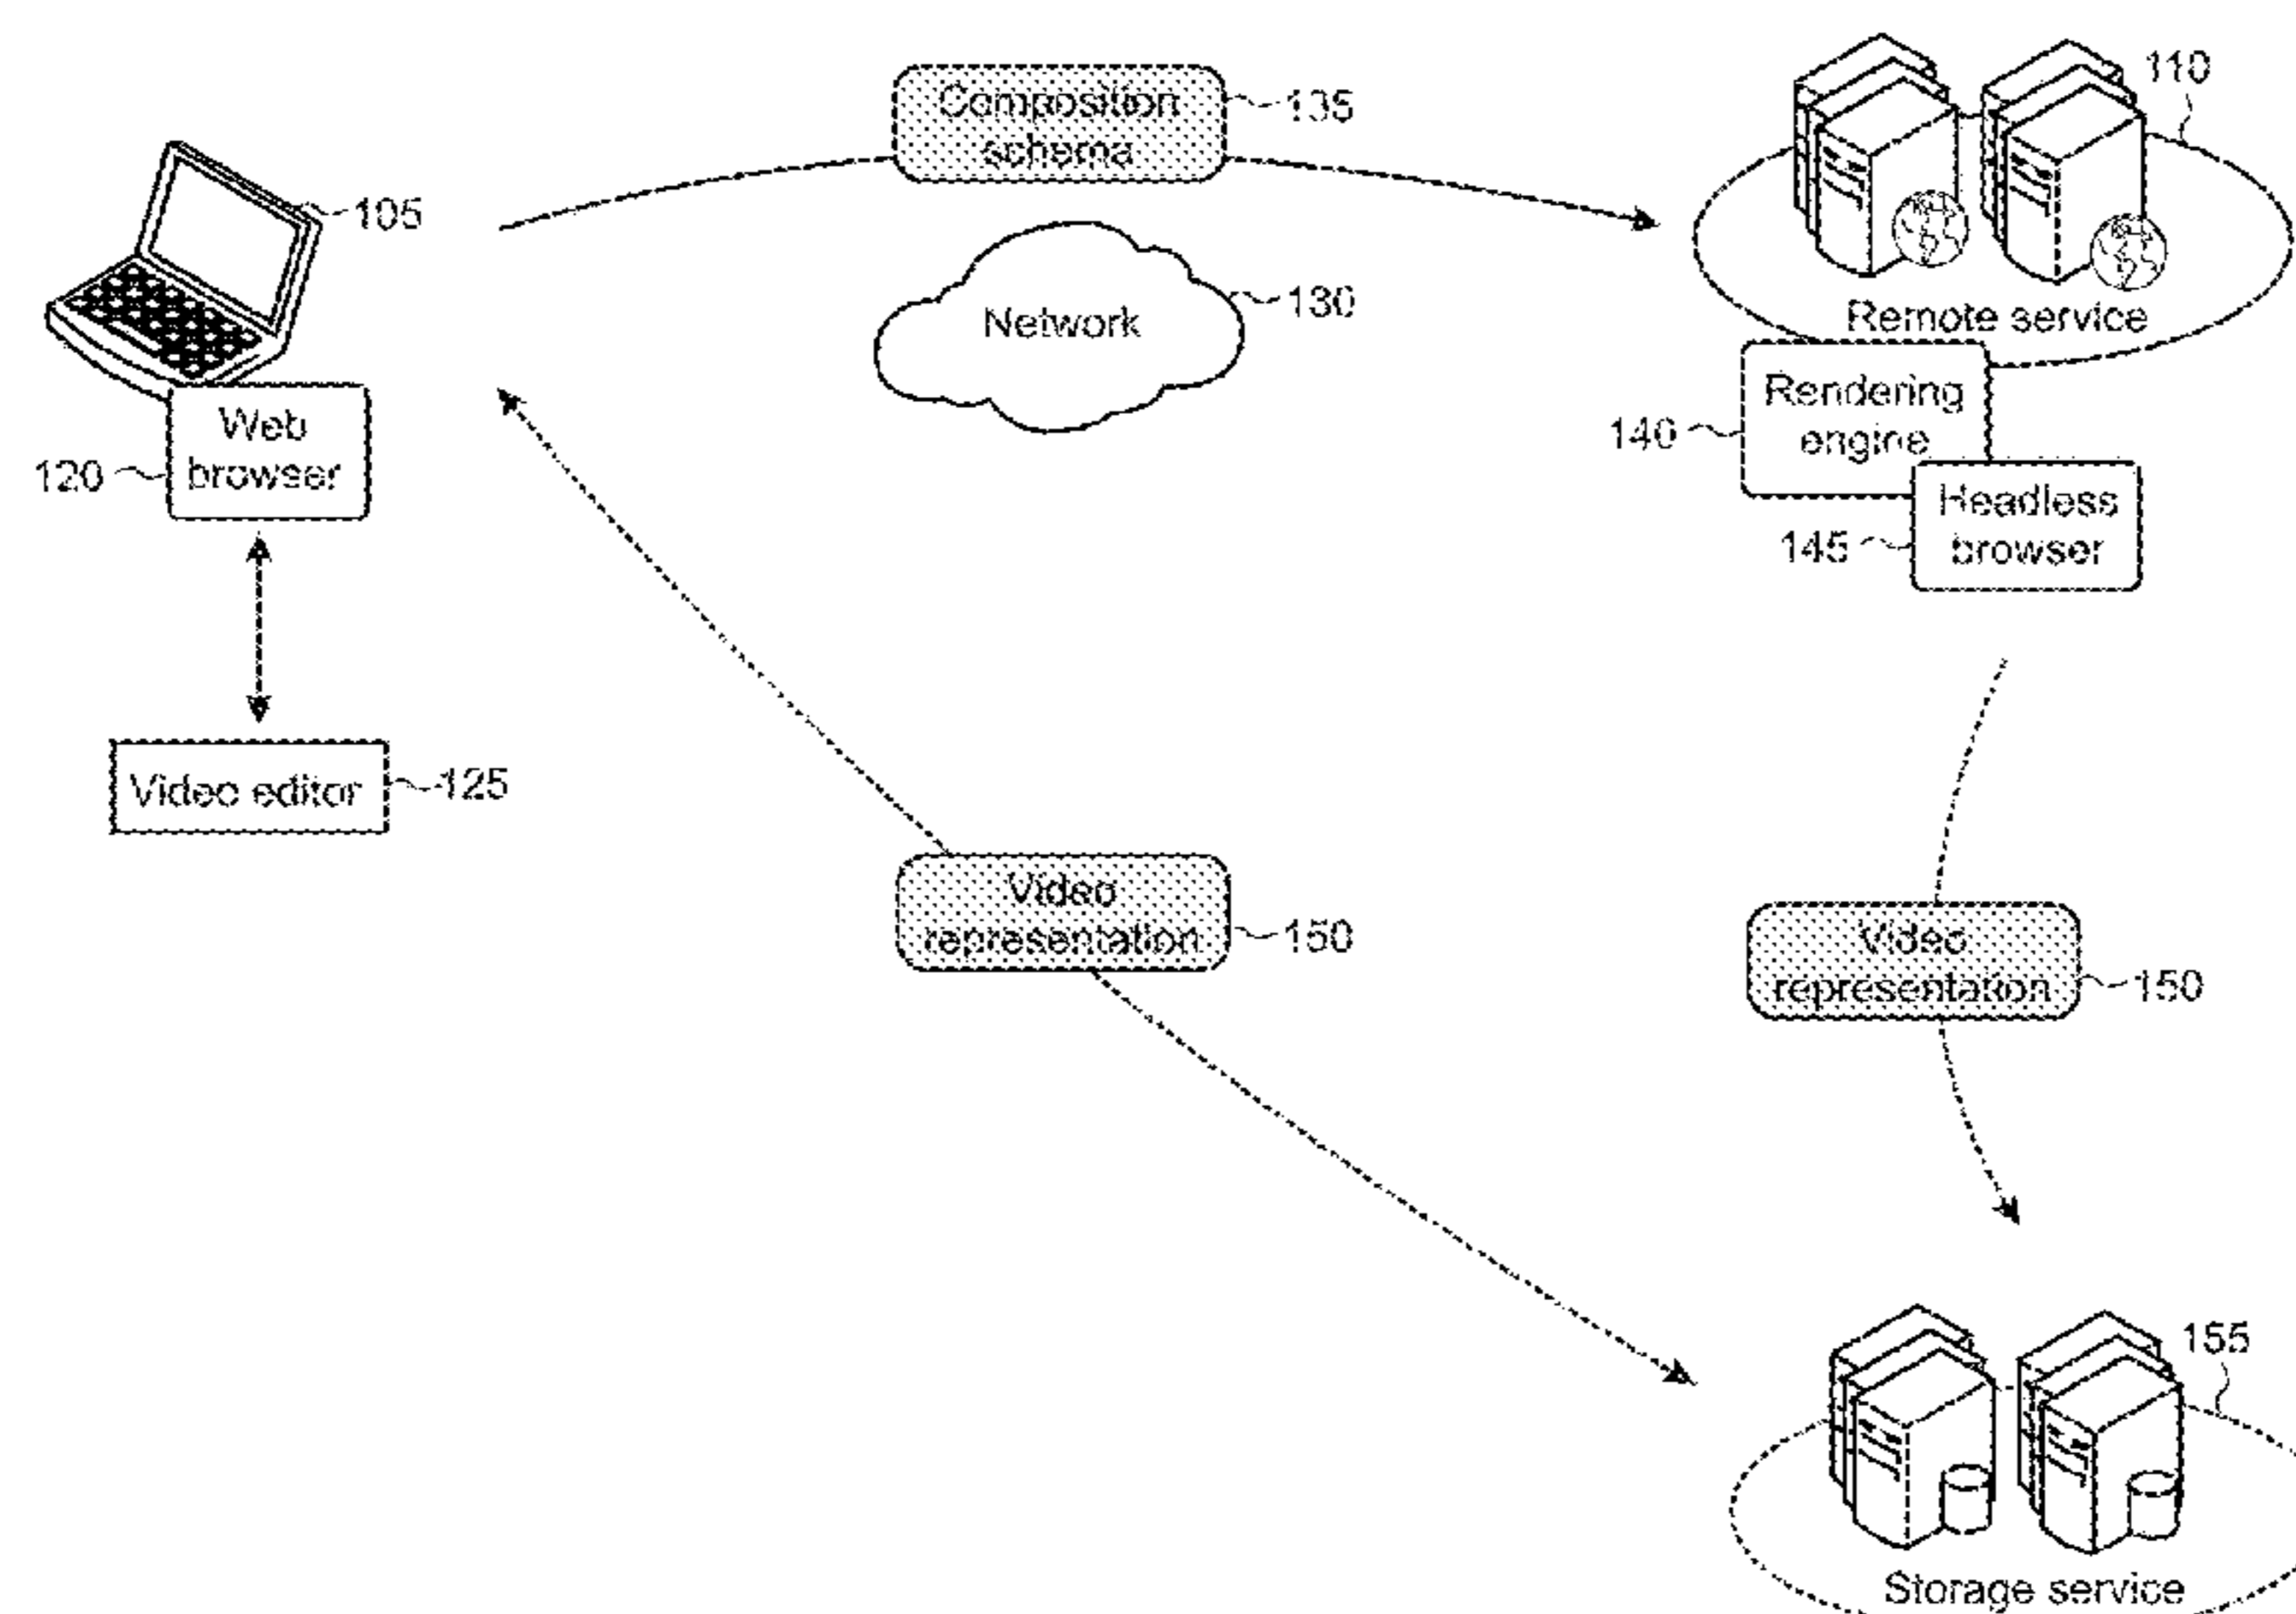 Composition
schema
135
110
105
Network
130
Remote service
Rendering
engine
140
Headless
browser
145
Web
browser
120
Video editor
125
Video
representation
150
Video
representation
150
155
Storage service